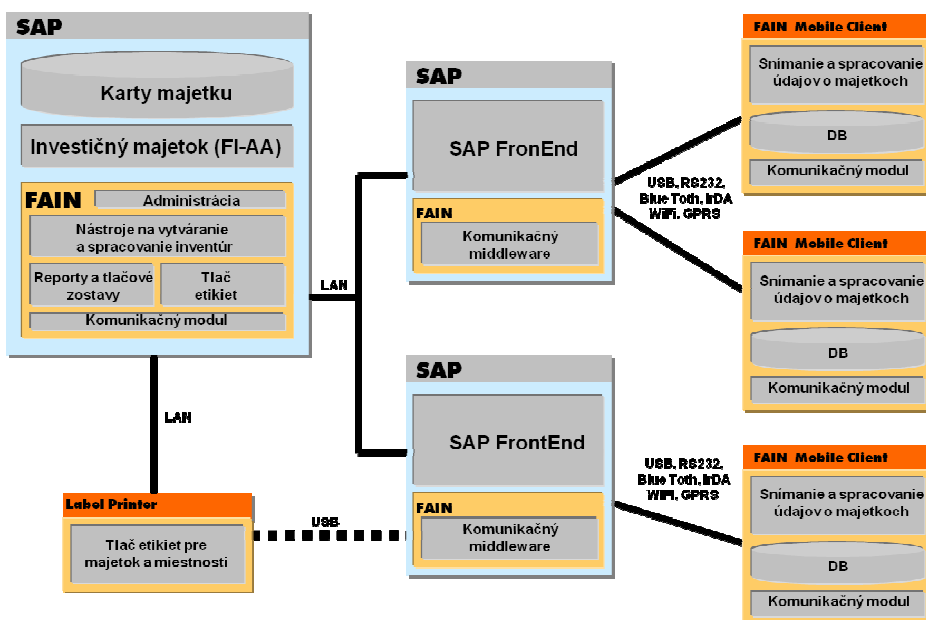 SAP
Karty majetku
Investičný majetok (FI-AA)
FAIN
Administrácia
Nástroje na vytváranie
a spracovanie inventúr
Reporty a tlačové
zostavy
Tlač
etikiet
Komunikačný modul
LAN
LAN
Label Printer
Tlač etikiet pre
majetok a miestnosti
USB
SAP
SAP FronEnd
FAIN
Komunikačný
middleware
SAP
SAP FrontEnd
FAIN
Komunikačný
middleware
USB, RS232,
Blue Toth, IrDA
WiFi, GPRS
USB, RS232,
Blue Toth, IrDA
WiFi, GPRS
FAIN Mobile Client
Snímanie a spracovanie
údajov o majetkoch
DB
Komunikačný modul
FAIN Mobile Client
Snímanie a spracovanie
údajov o majetkoch
DB
Komunikačný modul
FAIN Mobile Client
Snímanie a spracovanie
údajov o majetkoch
DB
Komunikačný modul